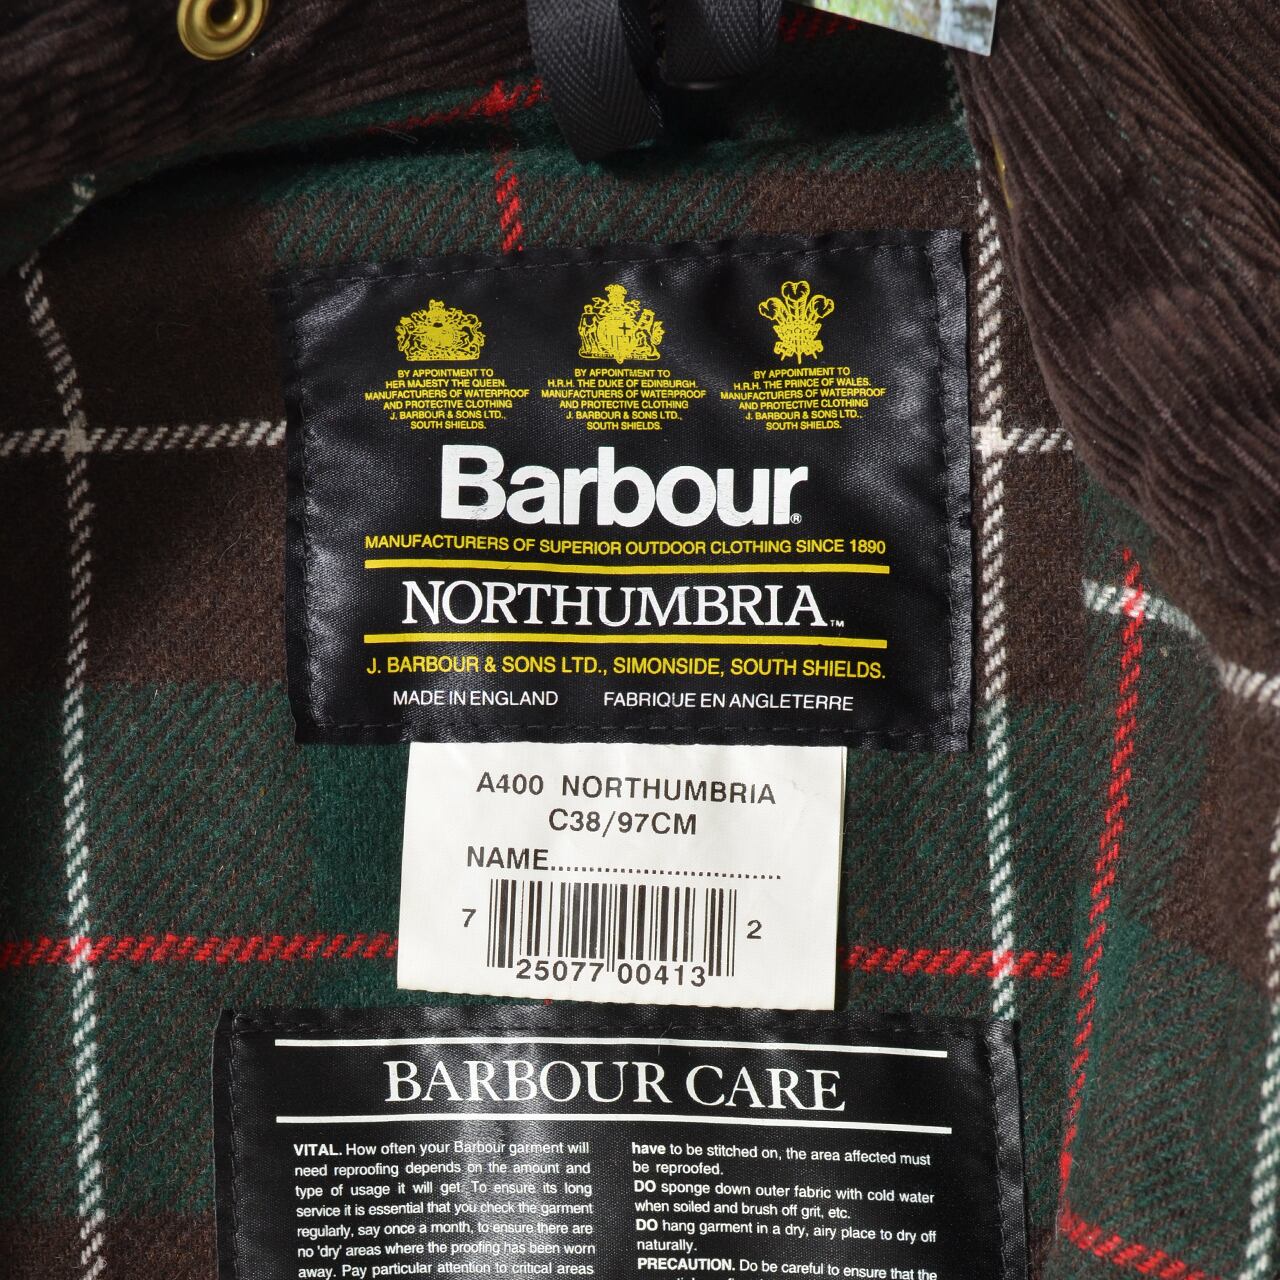 BY APPOINTMENT TO
HER MAJESTY THE QUEEN.
MANUFACTURERS OF WATERPROOF
AND PROTECTIVE CLOTHING
J. BARBOUR & SONS LTD.,
SOUTH SHIELDS.
BY APPOINTMENT TO
H.R.H. THE DUKE OF EDINBURGH.
MANUFACTURERS OF WATERPROOF
AND PROTECTIVE CLOTHING
J. BARBOUR & SONS LTD.,
SOUTH SHIELDS.
BY APPOINTMENT TO
H.R.H. THE PRINCE OF WALES.
MANUFACTURERS OF WATERPROOF
AND PROTECTIVE CLOTHING
J. BARBOUR & SONS LTD.,
SOUTH SHIELDS.
Barbour®
MANUFACTURERS OF SUPERIOR OUTDOOR CLOTHING SINCE 1890
NORTHUMBRIA™
J. BARBOUR & SONS LTD., SIMONSIDE, SOUTH SHIELDS.
MADE IN ENGLAND FABRIQUE EN ANGLETERRE
A400 NORTHUMBRIA
C38/97CM
NAME..............................
7 25077 00413 2
BARBOUR CARE
VITAL. How often your Barbour garment will
need reproofing depends on the amount and
type of usage it will get. To ensure its long
service it is essential that you check the garment
regularly, say once a month, to ensure there are
no 'dry' areas where the proofing has been worn
away. Pay particular attention to critical areas
have to be stitched on, the area affected must
be reproofed.
DO sponge down outer fabric with cold water
when soiled and brush off grit, etc.
DO hang garment in a dry, airy place to dry off
naturally.
PRECAUTION. Do be careful to ensure that the